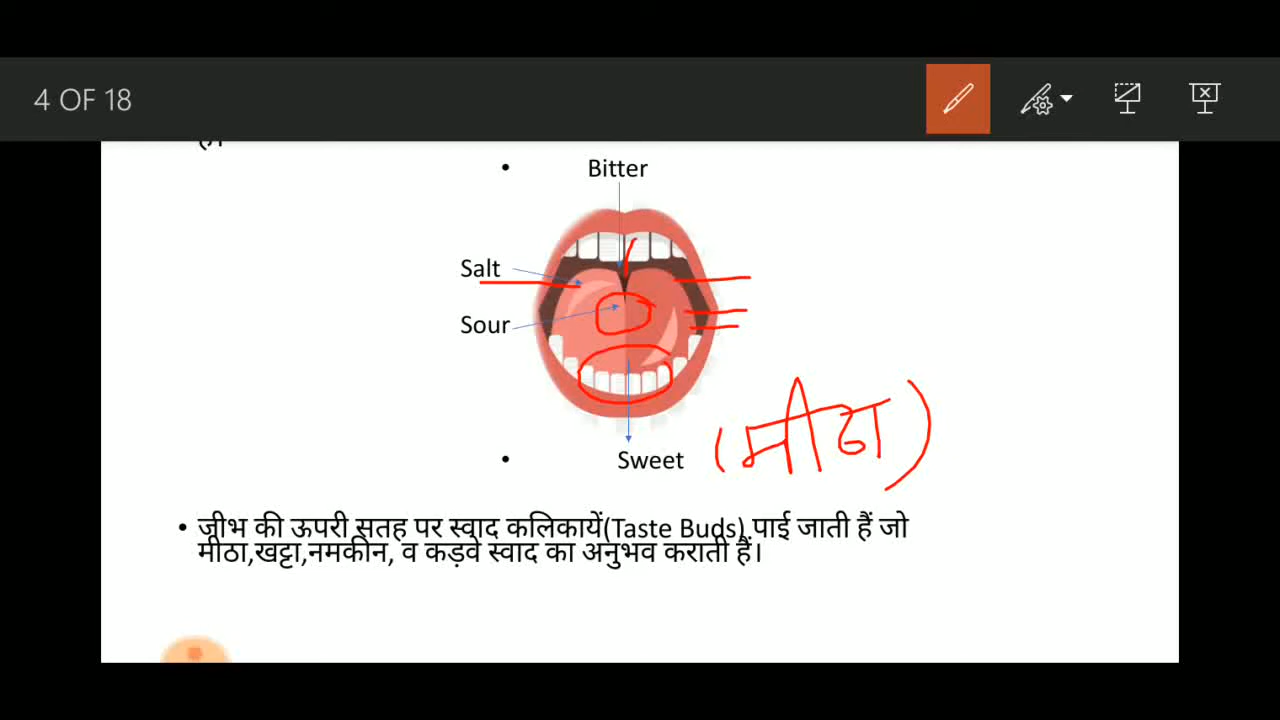 4 OF 18
• Bitter
Salt
Sour
• Sweet (मीठा)
• जीभ की ऊपरी सतह पर स्वाद कलिकायें(Taste Buds) पाई जाती हैं जो
मीठा,खट्टा,नमकीन, व कड़वे स्वाद का अनुभव कराती हैं।